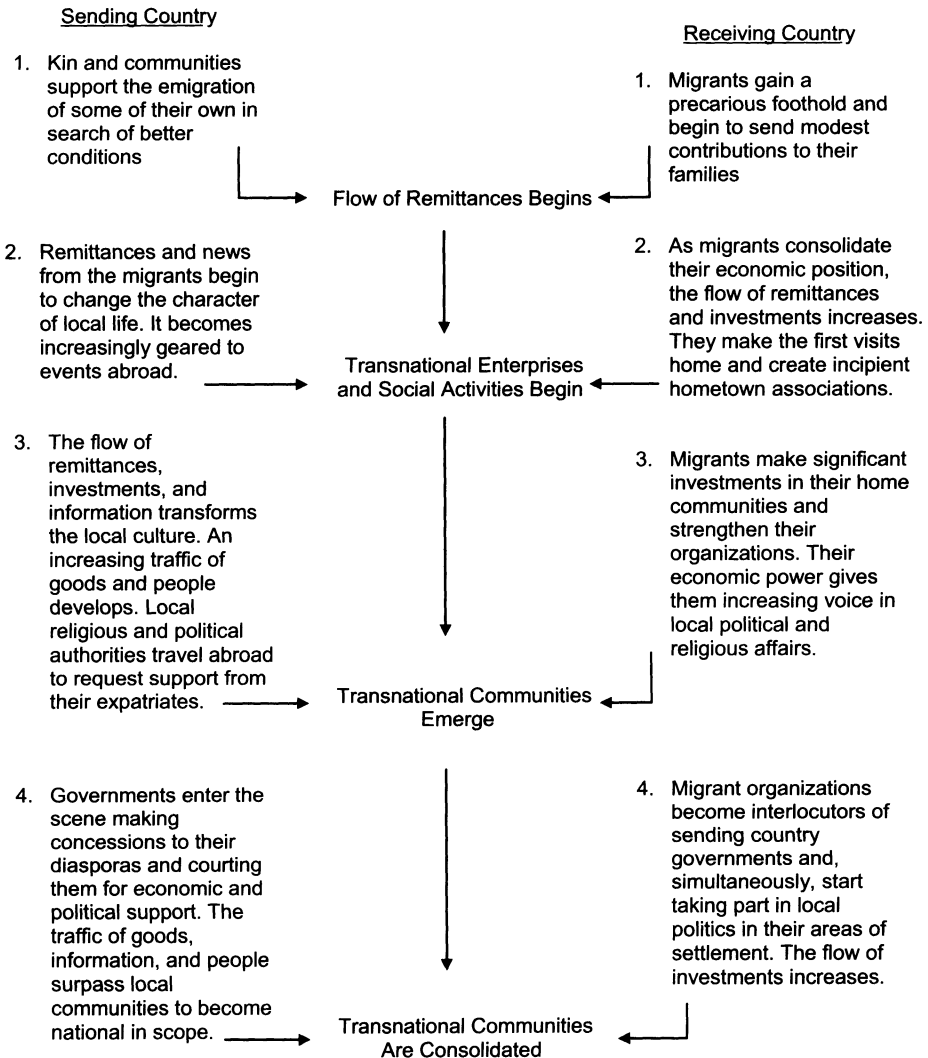 Sending Country
Receiving Country
1. Kin and communities
support the emigration
of some of their own in
search of better
conditions
1. Migrants gain a
precarious foothold and
begin to send modest
contributions to their
families
Flow of Remittances Begins
2. Remittances and news
from the migrants begin
to change the character
of local life. It becomes
increasingly geared to
events abroad.
2. As migrants consolidate
their economic position,
the flow of remittances
and investments increases.
They make the first visits
home and create incipient
hometown associations.
Transnational Enterprises
and Social Activities Begin
3. The flow of
remittances,
investments, and
information transforms
the local culture. An
increasing traffic of
goods and people
develops. Local
religious and political
authorities travel abroad
to request support from
their expatriates.
3. Migrants make significant
investments in their home
communities and
strengthen their
organizations. Their
economic power gives
them increasing voice in
local political and
religious affairs.
Transnational Communities
Emerge
4. Governments enter the
scene making
concessions to their
diasporas and courting
them for economic and
political support. The
traffic of goods,
information, and people
surpass local
communities to become
national in scope.
4. Migrant organizations
become interlocutors of
sending country
governments and,
simultaneously, start
taking part in local
politics in their areas of
settlement. The flow of
investments increases.
Transnational Communities
Are Consolidated